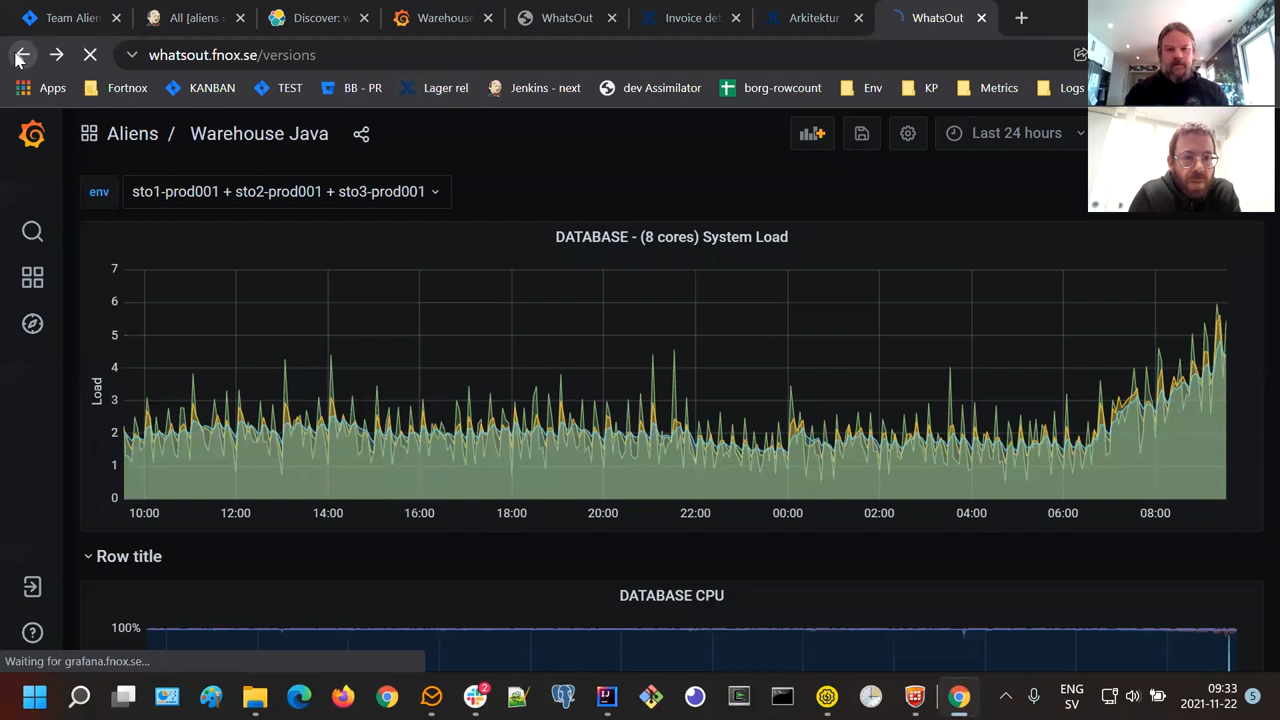 Team Alien
All [aliens
Discover: w
Warehouse
WhatsOut
Invoice det
Arkitektur
WhatsOut
whatsout.fnox.se/versions
Apps
Fortnox
KANBAN
TEST
BB - PR
Lager rel
Jenkins - next
dev Assimilator
borg-rowcount
Env
KP
Metrics
Logs
Aliens / Warehouse Java
Last 24 hours
env
sto1-prod001 + sto2-prod001 + sto3-prod001
DATABASE - (8 cores) System Load
7
6
5
4
3
2
1
0
Load
10:00 12:00 14:00 16:00 18:00 20:00 22:00 00:00 02:00 04:00 06:00 08:00
Row title
DATABASE CPU
100%
Waiting for grafana.fnox.se...
2
ENG
SV
09:33
2021-11-22
5